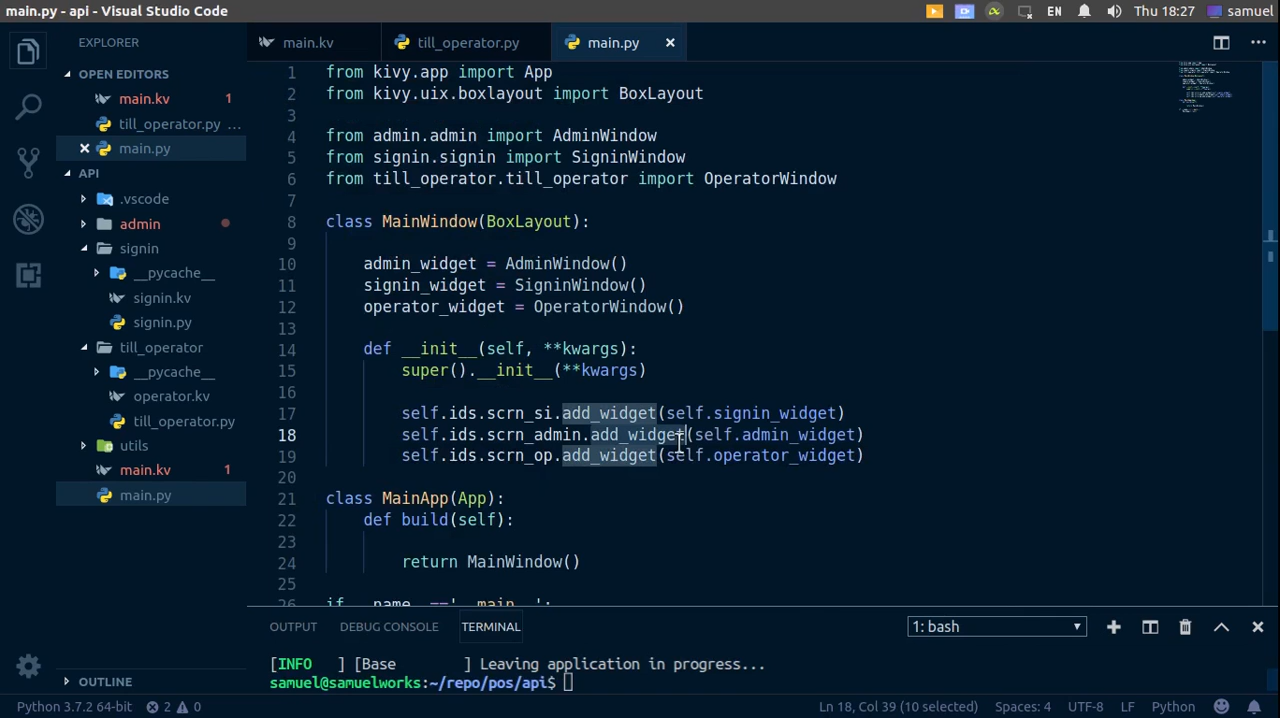 main.py - api - Visual Studio Code
EN
Thu 18:27
samuel
EXPLORER
OPEN EDITORS
main.kv 1
till_operator.py ...
main.py
API
.vscode
admin
signin
__pycache__
signin.kv
signin.py
till_operator
__pycache__
operator.kv
till_operator.py
utils
main.kv 1
main.py
OUTLINE
main.kv
till_operator.py
main.py
1 from kivy.app import App
2 from kivy.uix.boxlayout import BoxLayout
3
4 from admin.admin import AdminWindow
5 from signin.signin import SigninWindow
6 from till_operator.till_operator import OperatorWindow
7
8 class MainWindow(BoxLayout):
9
10 admin_widget = AdminWindow()
11 signin_widget = SigninWindow()
12 operator_widget = OperatorWindow()
13
14 def __init__(self, **kwargs):
15 super().__init__(**kwargs)
16
17 self.ids.scrn_si.add_widget(self.signin_widget)
18 self.ids.scrn_admin.add_widget(self.admin_widget)
19 self.ids.scrn_op.add_widget(self.operator_widget)
20
21 class MainApp(App):
22 def build(self):
23
24 return MainWindow()
25
26 if __name__=='__main__':
OUTPUT
DEBUG CONSOLE
TERMINAL
1: bash
[INFO ] [Base ] Leaving application in progress...
samuel@samuelworks:~/repo/pos/api$
Python 3.7.2 64-bit
2
0
Ln 18, Col 39 (10 selected)
Spaces: 4
UTF-8
LF
Python